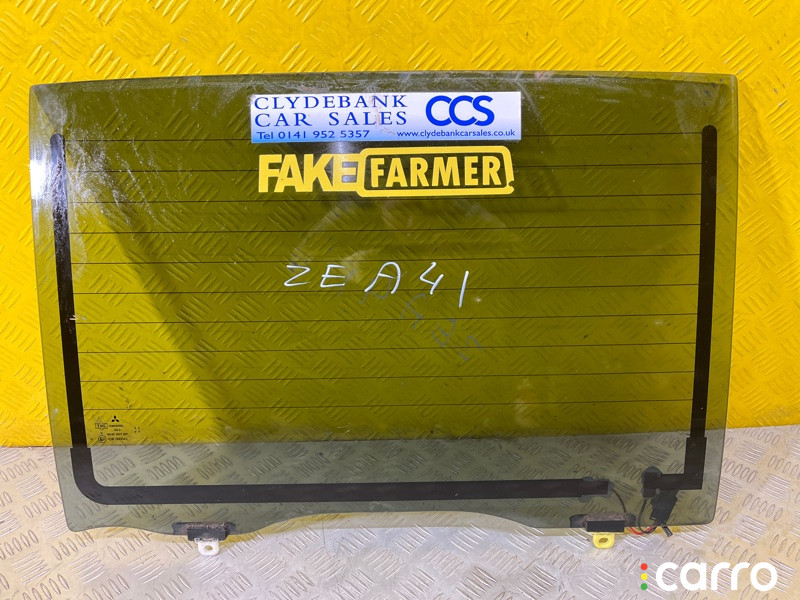 CLYDEBANK
CAR SALES
CCS
Tel 0141 952 5357
www.clydebankcarsales.co.uk
FAKE FARMER
ZEA41
carro